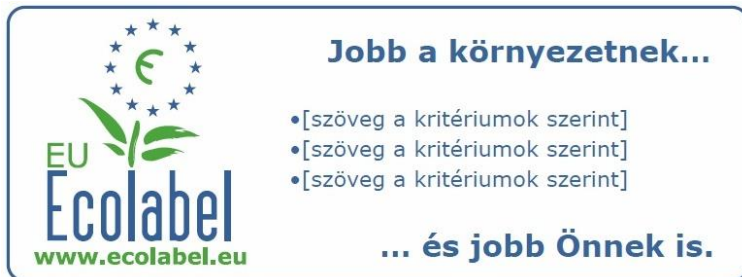 Jobb a környezetnek...
•[szöveg a kritériumok szerint]
•[szöveg a kritériumok szerint]
•[szöveg a kritériumok szerint]
EU
Ecolabel
www.ecolabel.eu
... és jobb Önnek is.